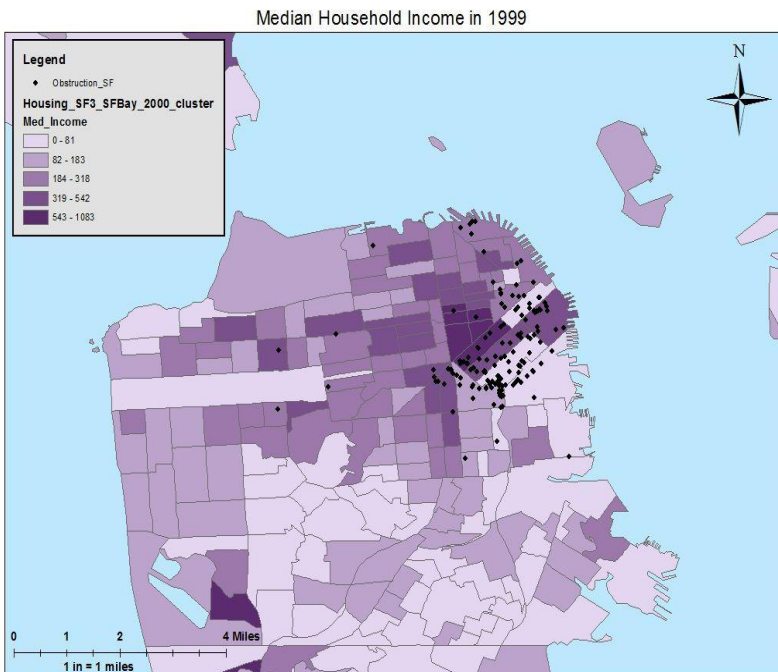 Median Household Income in 1999
Legend
Obstruction_SF
Housing_SF3_SFBay_2000_cluster
Med_Income
0 - 81
82 - 183
184 - 318
319 - 542
543 - 1083
N
0 1 2 4 Miles
1 in = 1 miles